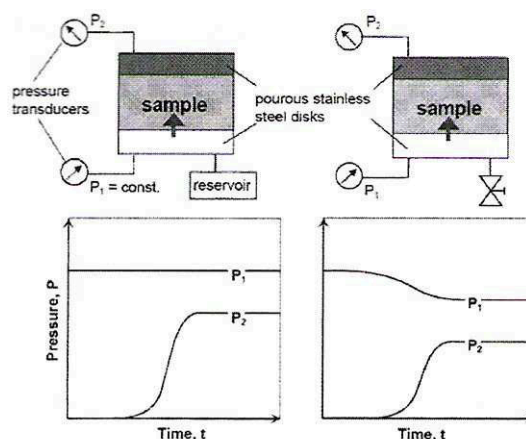 P₂
P₂
pressure
transducers
sample
pourous stainless
steel disks
sample
P₁ = const.
reservoir
P₁
Pressure, P
P₁
P₂
Time, t
P₁
P₂
Time, t